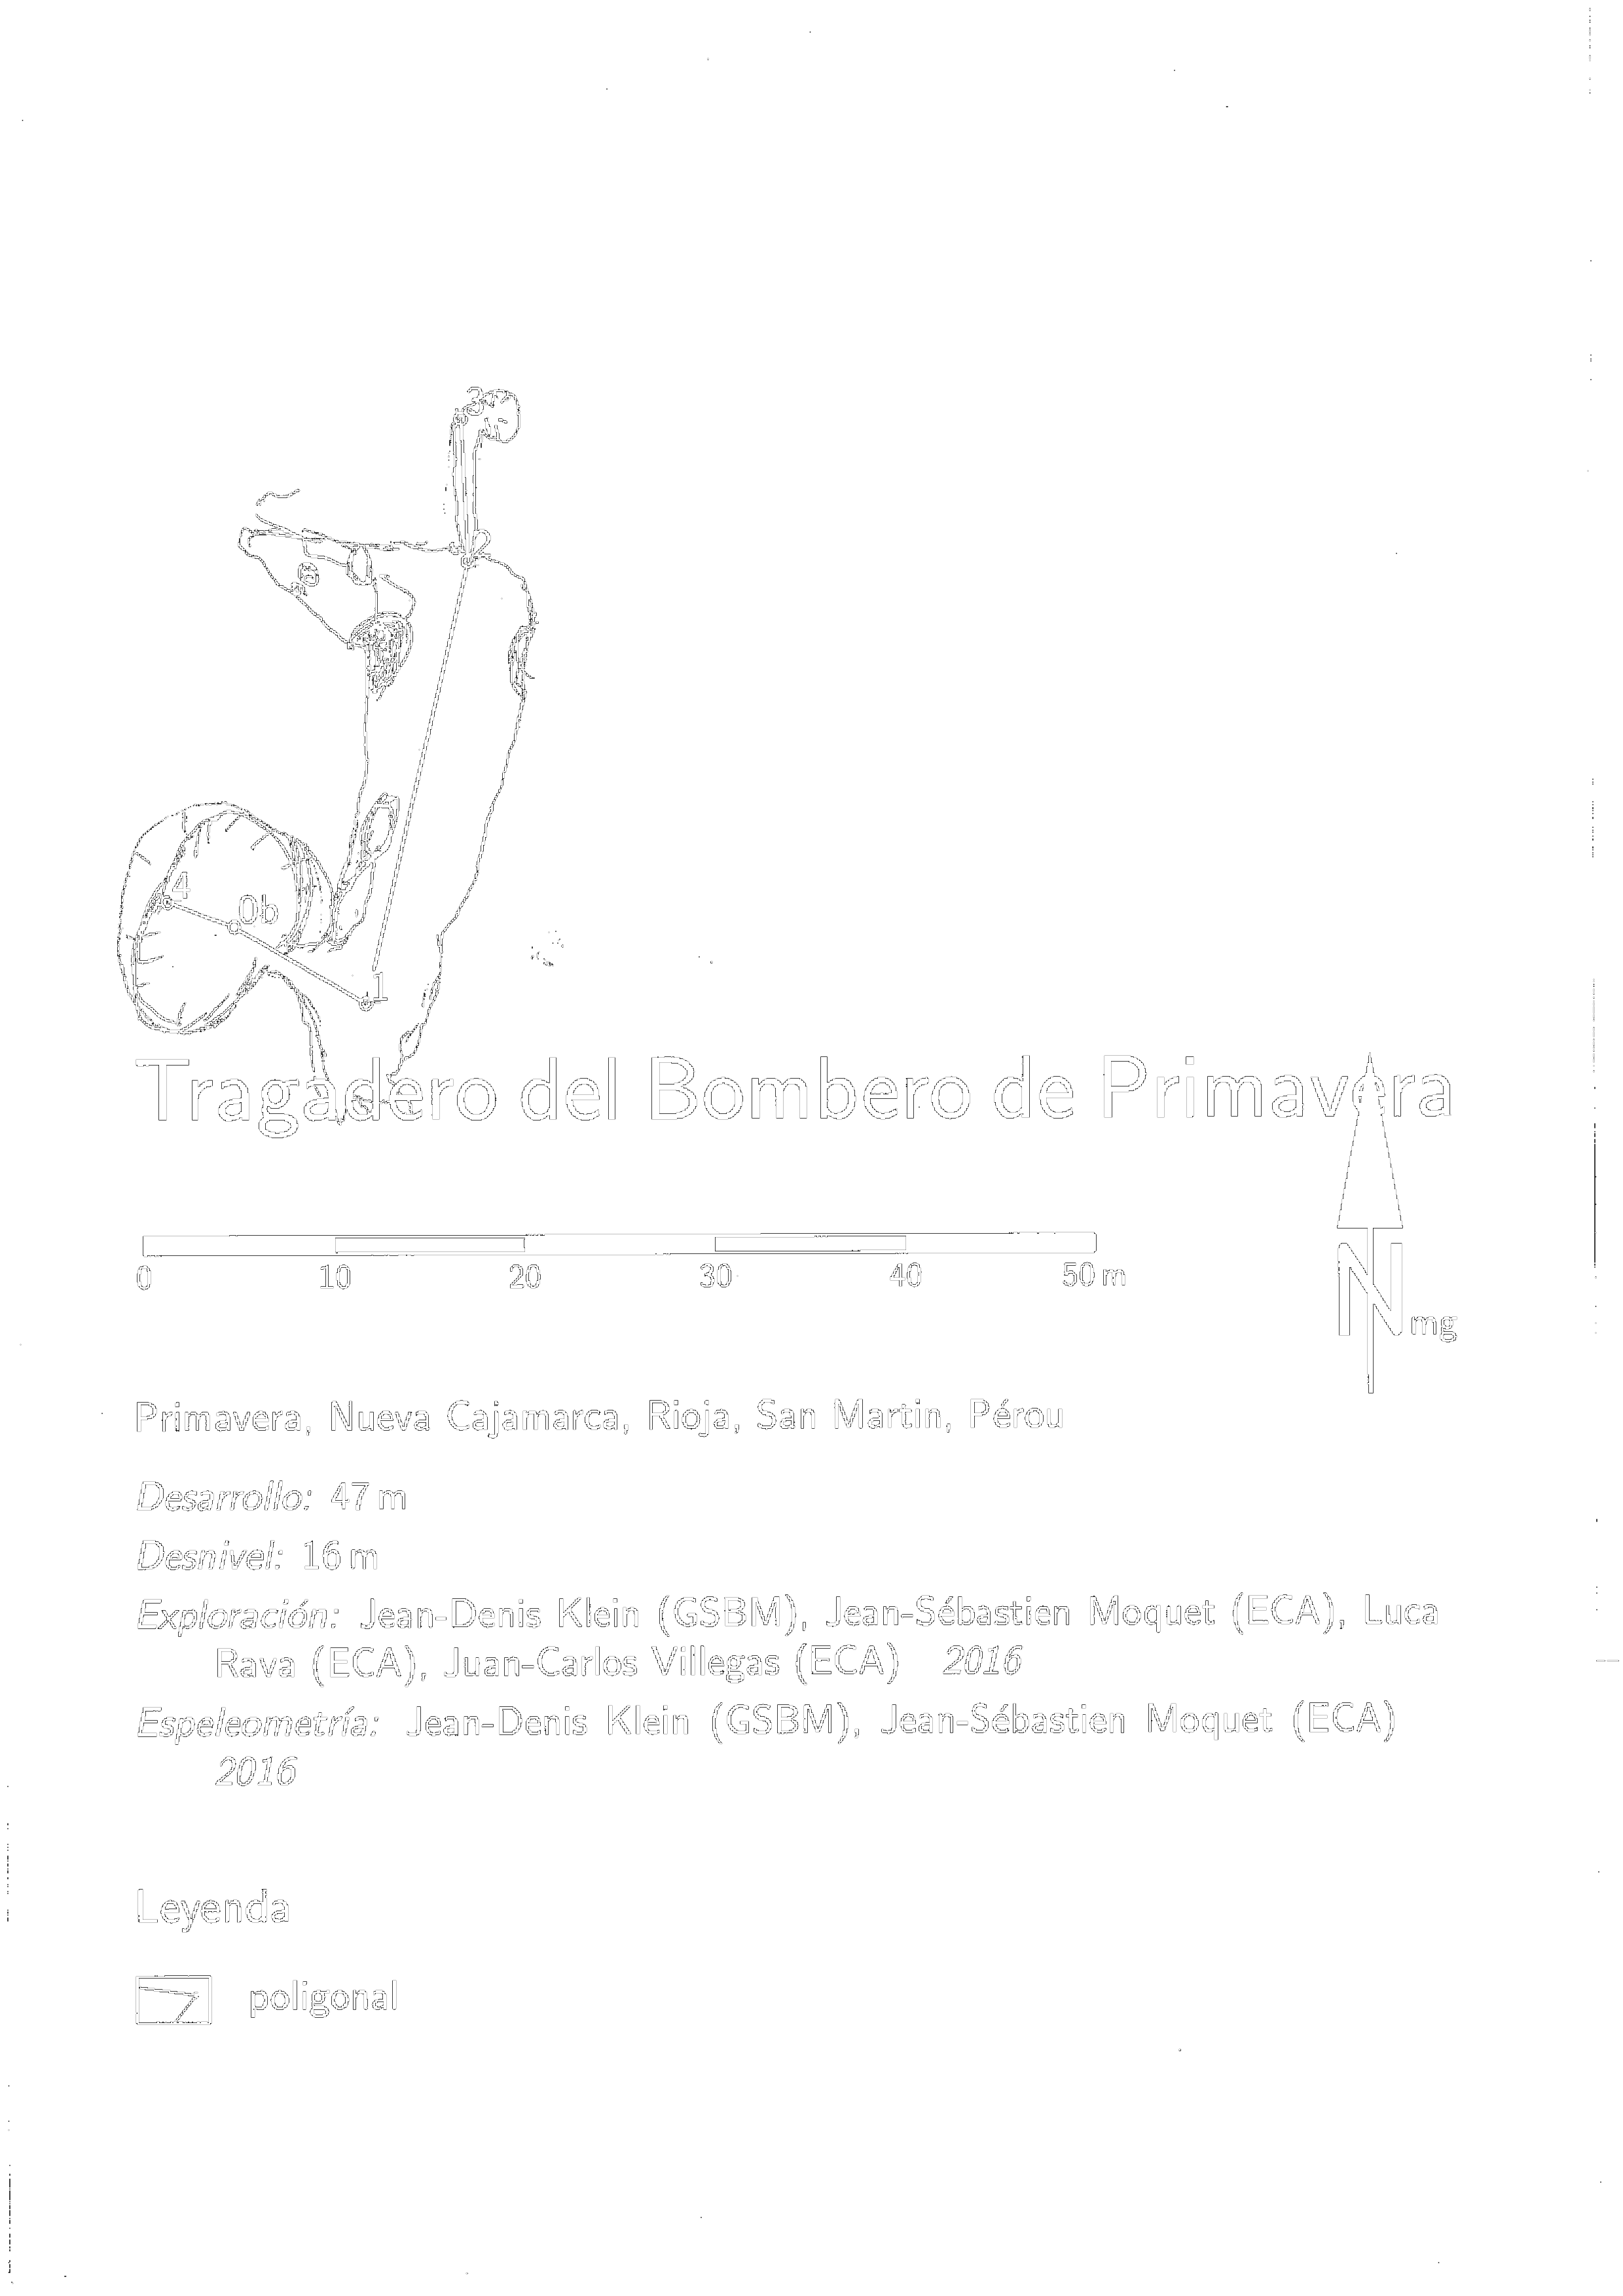 3
2
6
4
0b
1
Tragadero del Bombero de Primavera
0 10 20 30 40 50 m
N mg
Primavera, Nueva Cajamarca, Rioja, San Martin, Pérou
Desarrollo: 47 m
Desnivel: 16 m
Exploración: Jean-Denis Klein (GSBM), Jean-Sébastien Moquet (ECA), Luca
Rava (ECA), Juan-Carlos Villegas (ECA) 2016
Espeleometría: Jean-Denis Klein (GSBM), Jean-Sébastien Moquet (ECA)
2016
Leyenda
poligonal